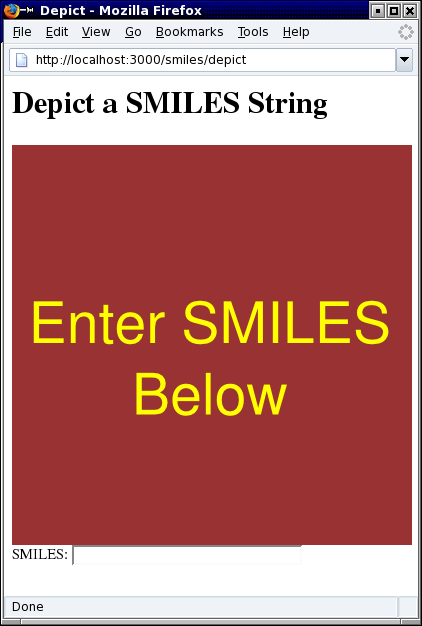 Depict - Mozilla Firefox
File Edit View Go Bookmarks Tools Help
http://localhost:3000/smiles/depict
Depict a SMILES String
Enter SMILES
Below
SMILES:
Done